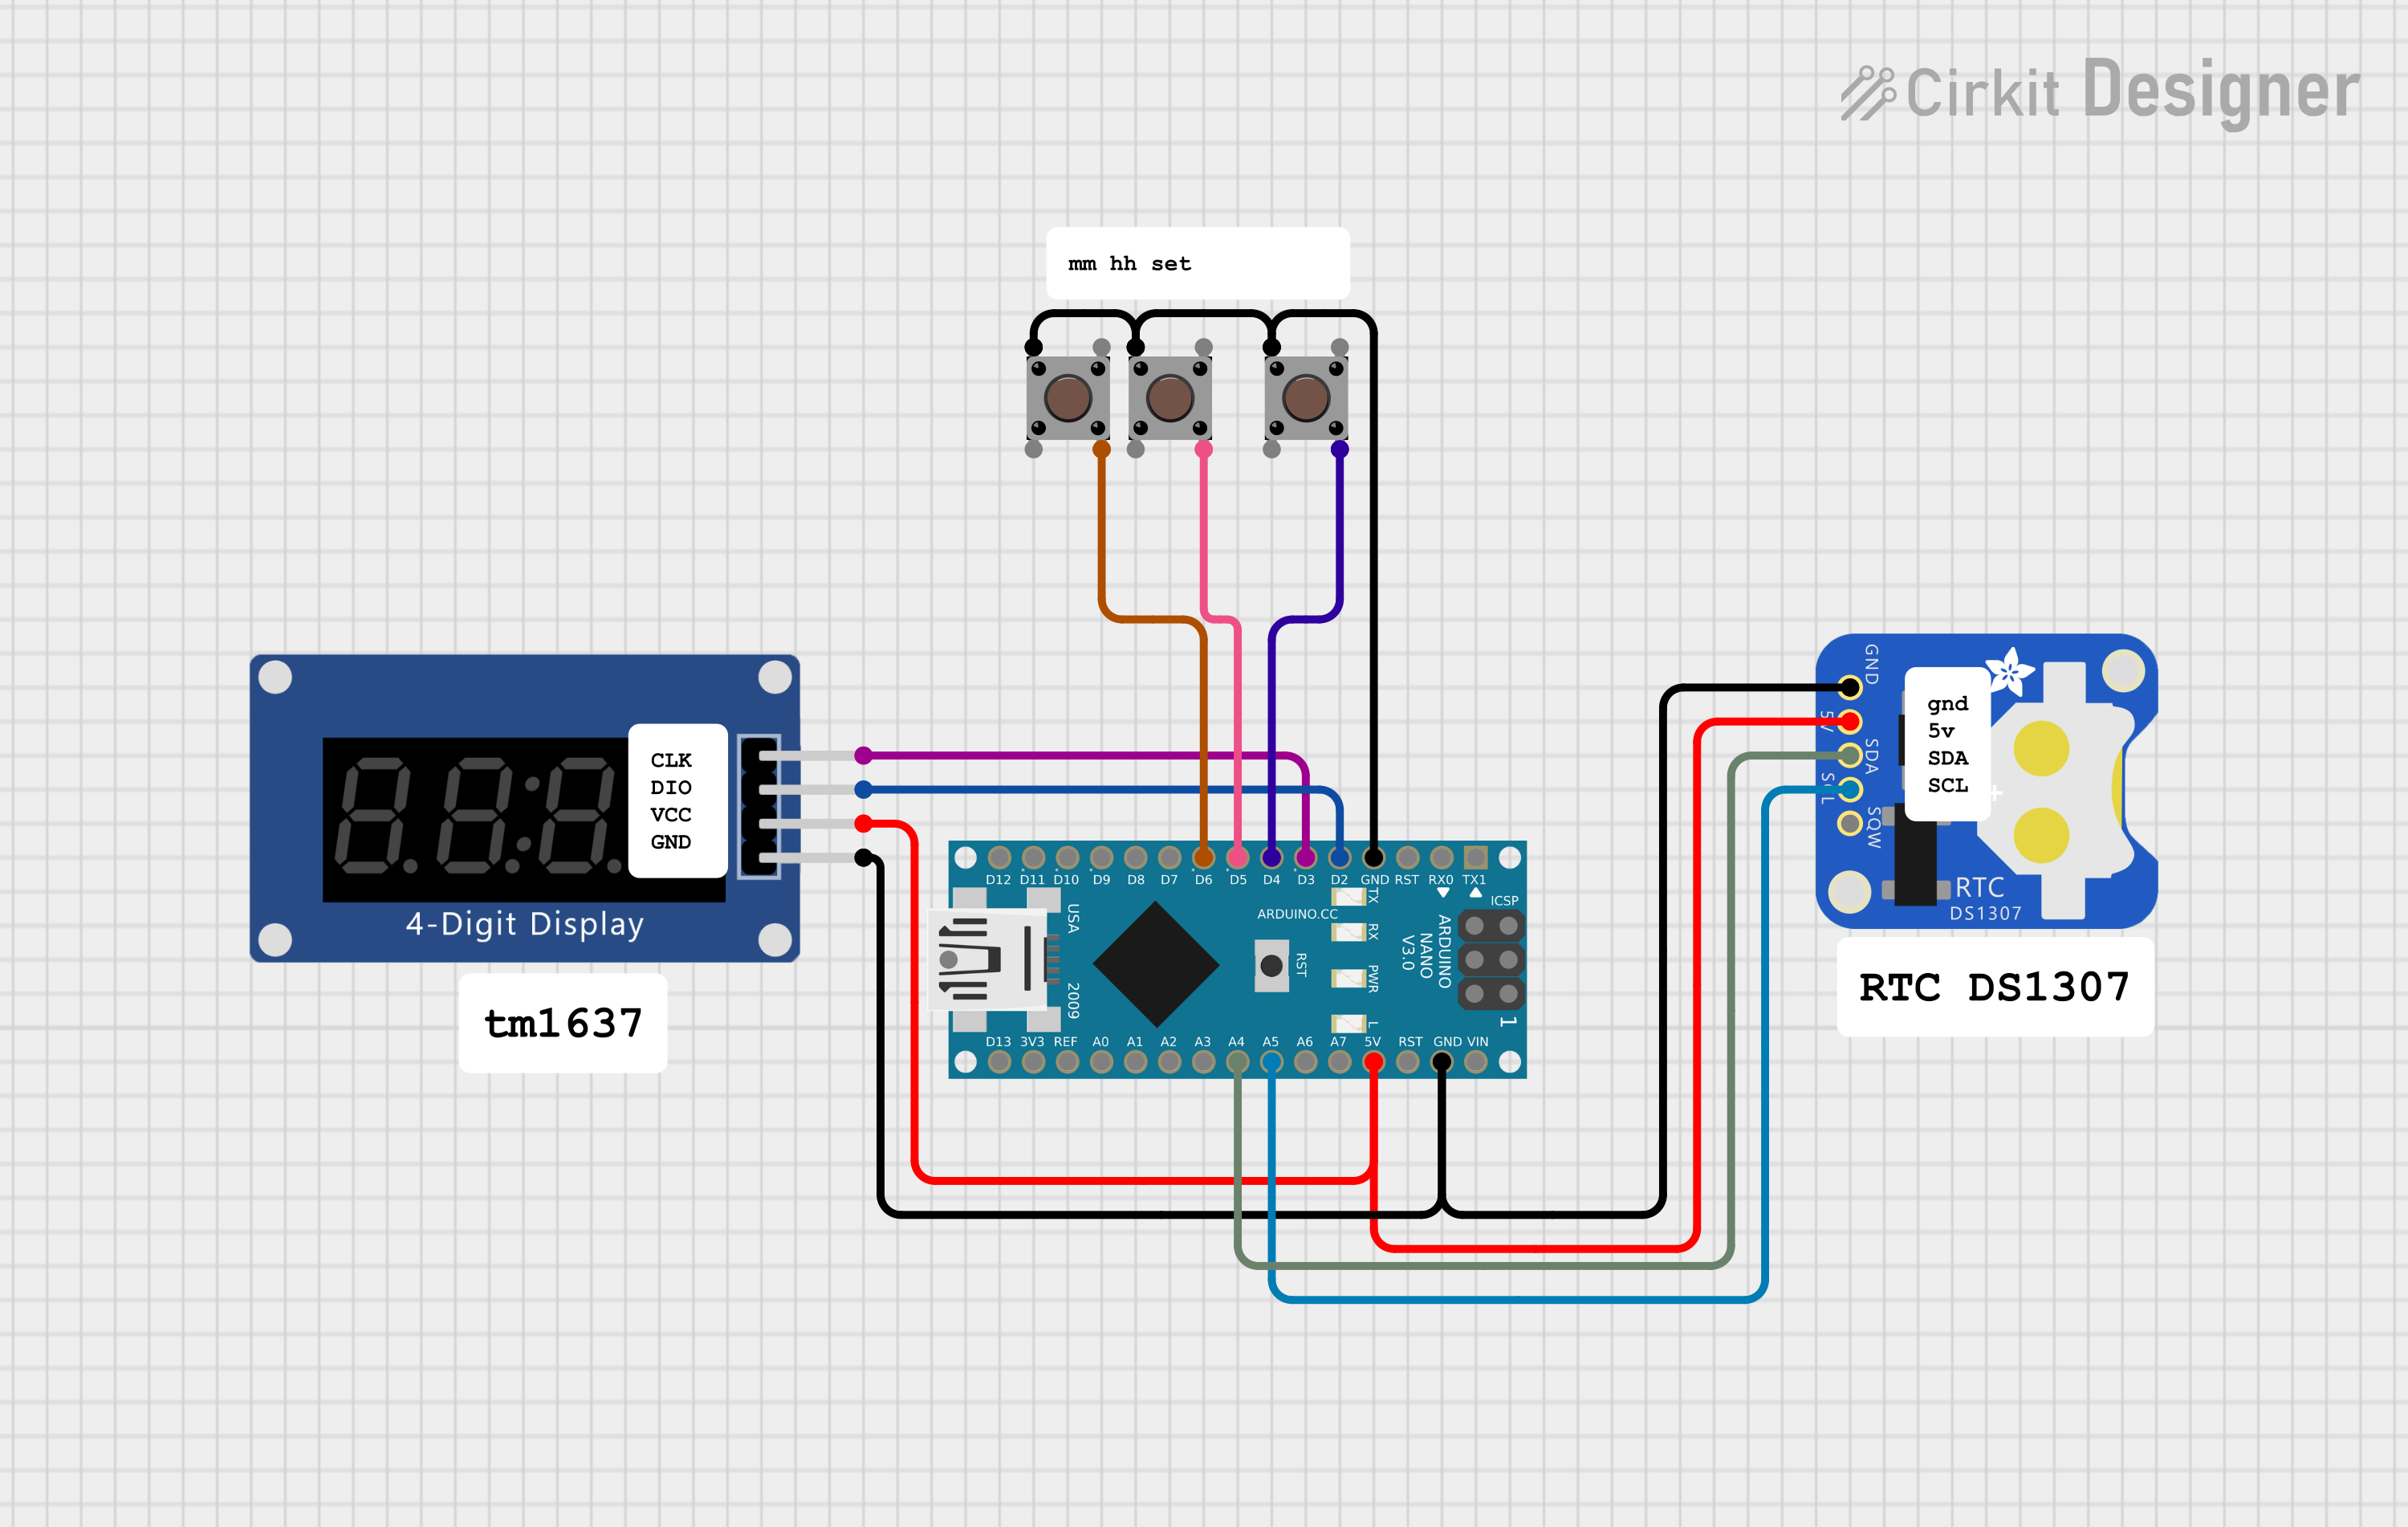 Cirkit Designer
mm hh set
CLK
DIO
VCC
GND
4-Digit Display
tm1637
D12 D11 D10 D9 D8 D7 D6 D5 D4 D3 D2 GND RST RX0 TX1
USA
2009
ARDUINO.CC
RST
TX
RX
PWR
L
ARDUINO
NANO
V3.0
ICSP
1
D13 3V3 REF A0 A1 A2 A3 A4 A5 A6 A7 5V RST GND VIN
GND
5V
SDA
SCL
SQW
gnd
5v
SDA
SCL
+
RTC
DS1307
RTC DS1307